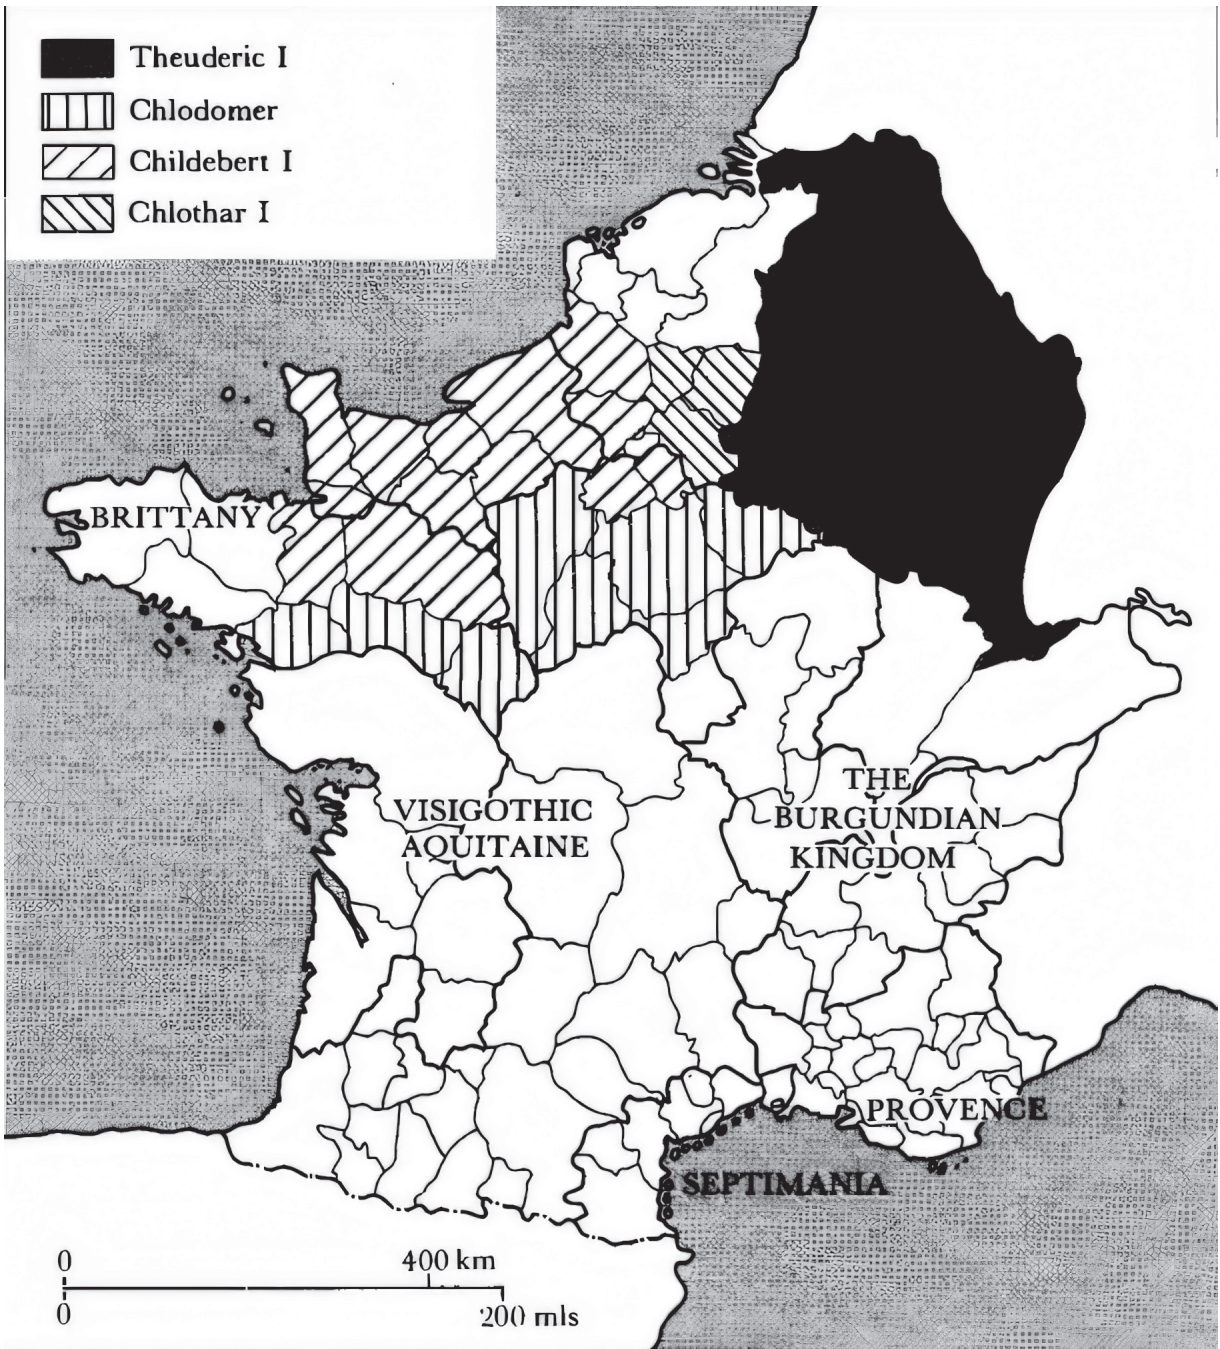 Theuderic I
Chlodomer
Childebert I
Chlothar I
BRITTANY
VISIGOTHIC
AQUITAINE
THE
BURGUNDIAN
KINGDOM
PROVENCE
SEPTIMANIA
0 400 km
0 200 mls